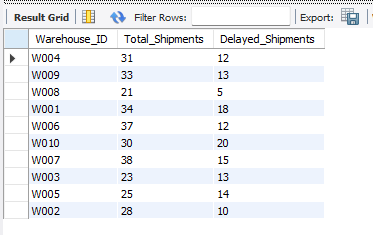 Result Grid Filter Rows: Export:
Warehouse_ID Total_Shipments Delayed_Shipments
W004 31 12
W009 33 13
W008 21 5
W001 34 18
W006 37 12
W010 30 20
W007 38 15
W003 23 13
W005 25 14
W002 28 10